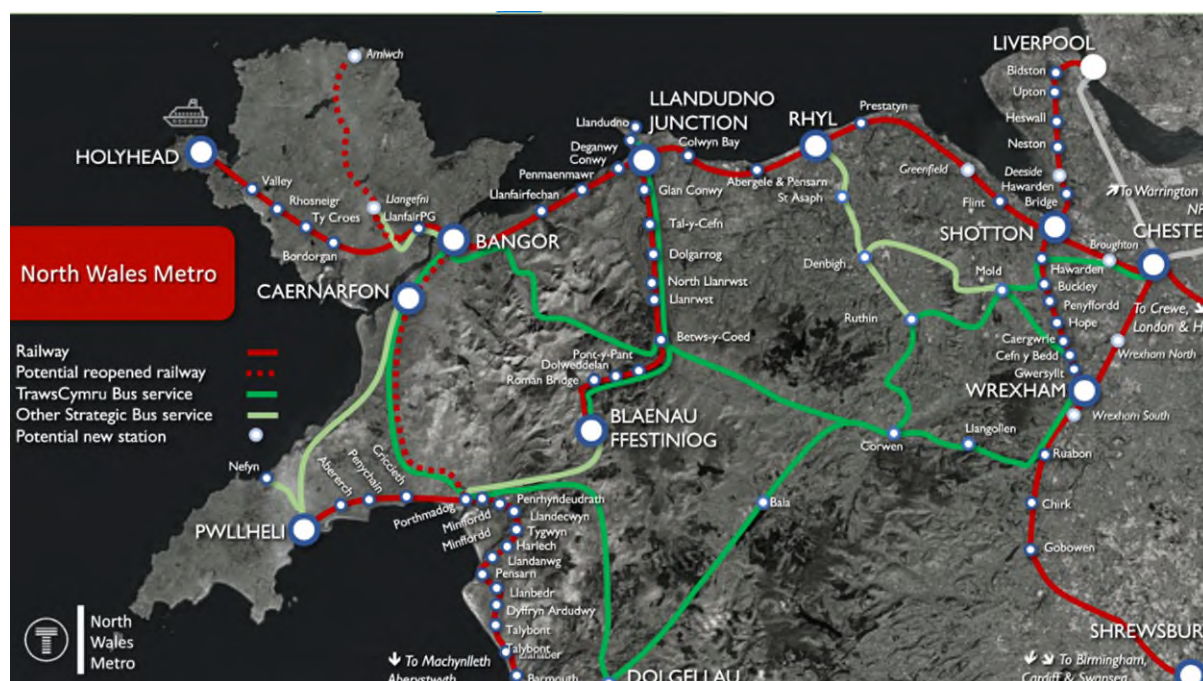 LIVERPOOL
Bidston
Upton
Heswall
Neston
Deeside
Hawarden
Bridge
To Warrington
CHESTE
Broughton
To Crewe,
London & H
SHOTTON
Greenfield
Flint
Prestatyn
RHYL
Abergele & Pensarn
St Asaph
Denbigh
Ruthin
Mold
Hawarden
Buckley
Penyffordd
Hope
Caergwrle
Cefn y Bedd
Gwersyllt
WREXHAM
Wrexham North
Wrexham South
Ruabon
Chirk
Gobowen
SHREWSBUR
To Birmingham,
Cardiff & Swansea
Llangollen
Corwen
Bala
LLANDUDNO
JUNCTION
Llandudno
Deganwy
Conwy
Colwyn Bay
Penmaenmawr
Llanfairfechan
Glan Conwy
Tal-y-Cefn
Dolgarrog
North Llanrwst
Llanrwst
Betws-y-Coed
Pont-y-Pant
Dolweddelan
Roman Bridge
BLAENAU
FFESTINIOG
Amlwch
HOLYHEAD
Valley
Rhosneigr
Ty Croes
Bordorgan
Llangefni
LlanfairPG
BANGOR
CAERNARFON
North Wales Metro
Railway
Potential reopened railway
TrawsCymru Bus service
Other Strategic Bus service
Potential new station
Nefyn
PWLLHELI
Abererch
Penychain
Criccieth
Porthmadog
Minffordd
Minffordd
Penrhyndeudrath
Llandecwyn
Tygwyn
Harlech
Llandanwg
Pensarn
Llanbedr
Dyffryn Ardudwy
Talybont
Talybont
Barmouth
DOLGELLAU
To Machynlleth
Aberystwyth
North
Wales
Metro